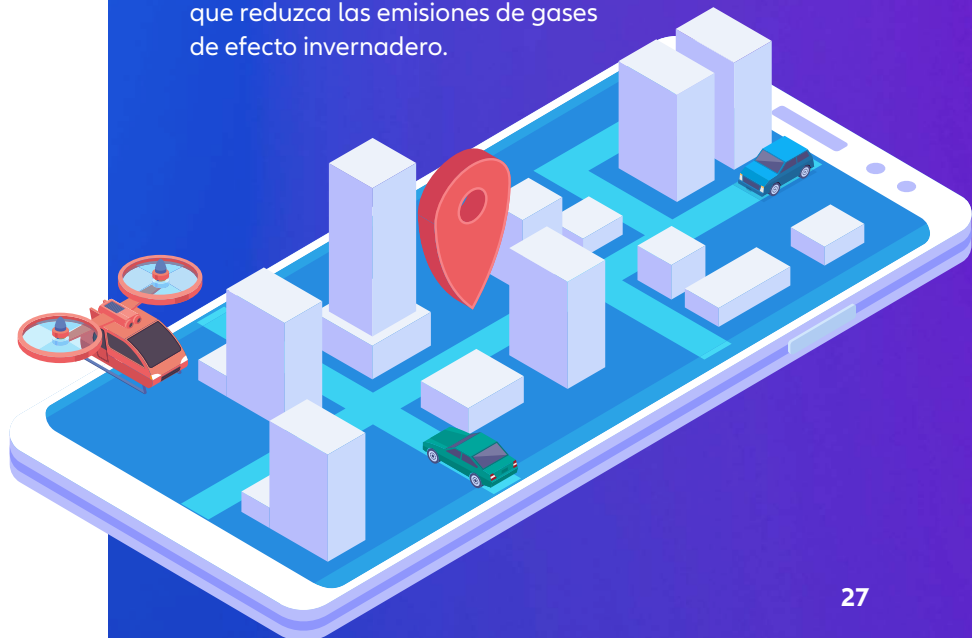 que reduzca las emisiones de gases
de efecto invernadero.
27